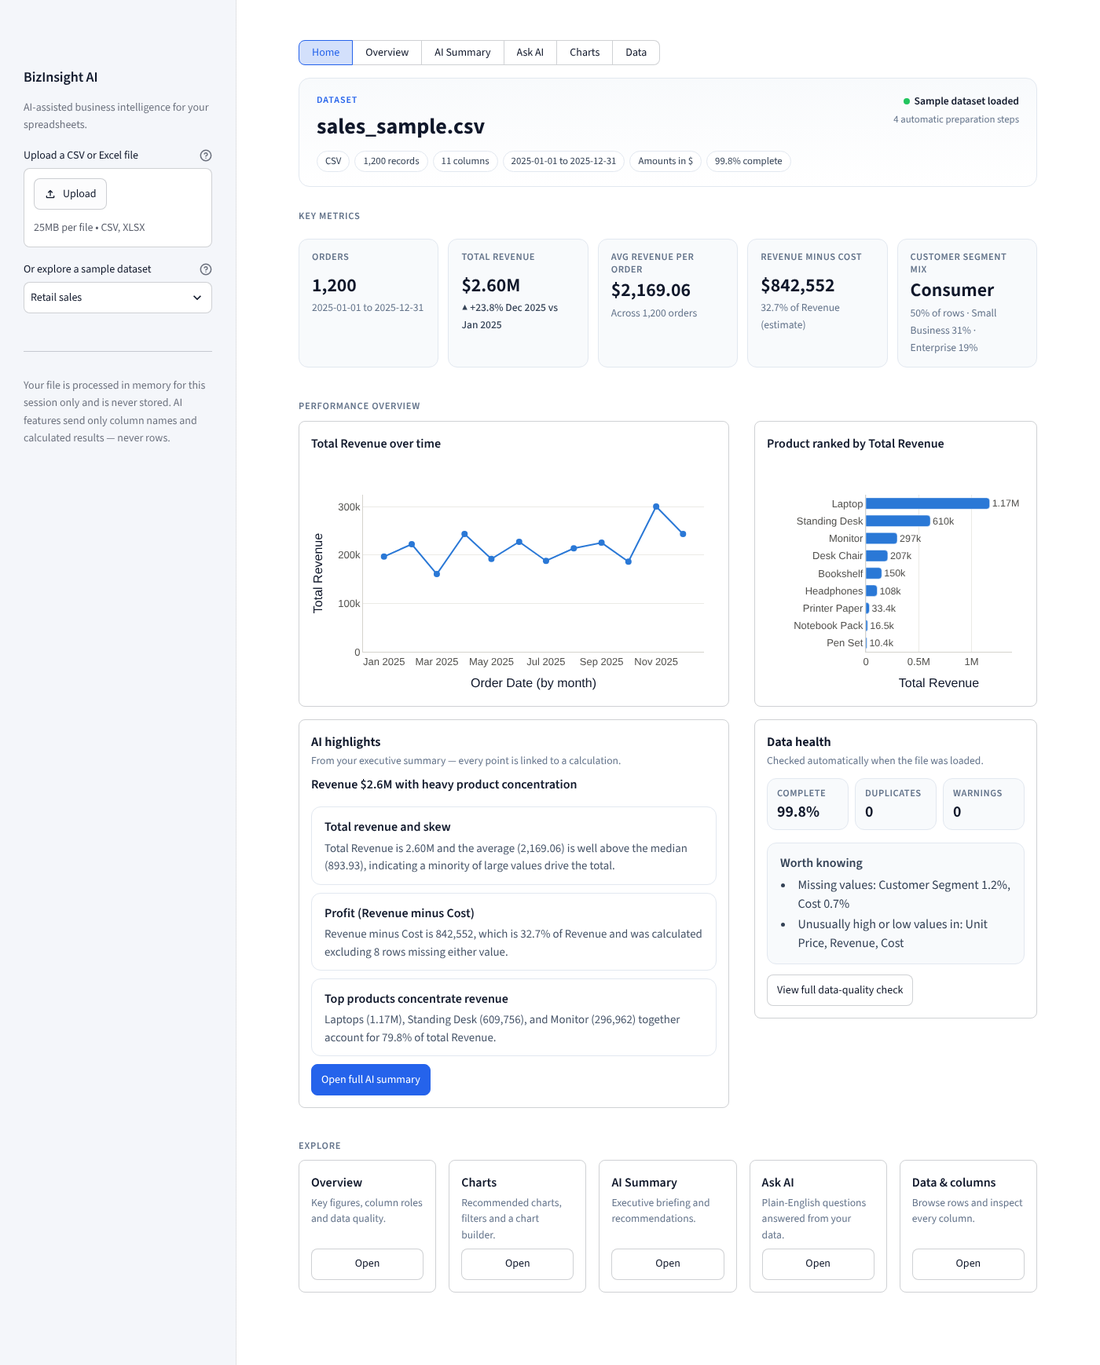 BizInsight AI
AI-assisted business intelligence for your
spreadsheets.
Upload a CSV or Excel file
Upload
25MB per file • CSV, XLSX
Or explore a sample dataset
Retail sales
Your file is processed in memory for this
session only and is never stored. AI
features send only column names and
calculated results — never rows.
Home
Overview
AI Summary
Ask AI
Charts
Data
DATASET
sales_sample.csv
Sample dataset loaded
4 automatic preparation steps
CSV
1,200 records
11 columns
2025-01-01 to 2025-12-31
Amounts in $
99.8% complete
KEY METRICS
ORDERS
1,200
2025-01-01 to 2025-12-31
TOTAL REVENUE
$2.60M
▲ +23.8% Dec 2025 vs
Jan 2025
AVG REVENUE PER
ORDER
$2,169.06
Across 1,200 orders
REVENUE MINUS COST
$842,552
32.7% of Revenue
(estimate)
CUSTOMER SEGMENT
MIX
Consumer
50% of rows · Small
Business 31% ·
Enterprise 19%
PERFORMANCE OVERVIEW
Total Revenue over time
Total Revenue
300k
200k
100k
0
Jan 2025
Mar 2025
May 2025
Jul 2025
Sep 2025
Nov 2025
Order Date (by month)
Product ranked by Total Revenue
Laptop 1.17M
Standing Desk 610k
Monitor 297k
Desk Chair 207k
Bookshelf 150k
Headphones 108k
Printer Paper 33.4k
Notebook Pack 16.5k
Pen Set 10.4k
0
0.5M
1M
Total Revenue
AI highlights
From your executive summary — every point is linked to a calculation.
Revenue $2.6M with heavy product concentration
Total revenue and skew
Total Revenue is 2.60M and the average (2,169.06) is well above the median
(893.93), indicating a minority of large values drive the total.
Profit (Revenue minus Cost)
Revenue minus Cost is 842,552, which is 32.7% of Revenue and was calculated
excluding 8 rows missing either value.
Top products concentrate revenue
Laptops (1.17M), Standing Desk (609,756), and Monitor (296,962) together
account for 79.8% of total Revenue.
Open full AI summary
Data health
Checked automatically when the file was loaded.
COMPLETE
99.8%
DUPLICATES
0
WARNINGS
0
Worth knowing
• Missing values: Customer Segment 1.2%,
Cost 0.7%
• Unusually high or low values in: Unit
Price, Revenue, Cost
View full data-quality check
EXPLORE
Overview
Key figures, column roles
and data quality.
Open
Charts
Recommended charts,
filters and a chart
builder.
Open
AI Summary
Executive briefing and
recommendations.
Open
Ask AI
Plain-English questions
answered from your
data.
Open
Data & columns
Browse rows and inspect
every column.
Open